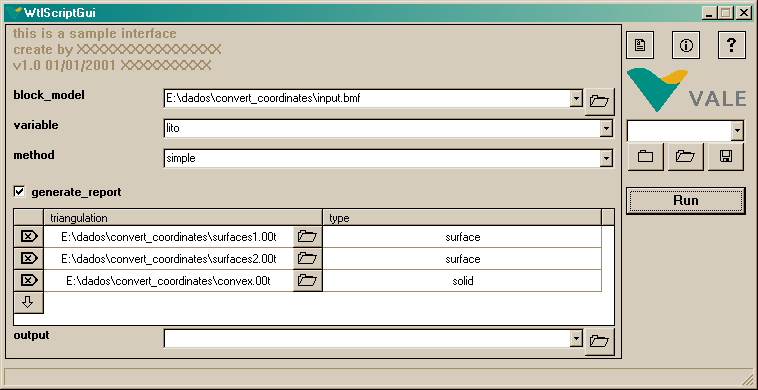 WtlScriptGui
this is a sample interface
create by XXXXXXXXXXXXXXXXX
v1.0 01/01/2001 XXXXXXXXXXX
block_model E:\dados\convert_coordinates\input.bmf
variable lito
method simple
generate_report
triangulation type
E:\dados\convert_coordinates\surfaces1.00t surface
E:\dados\convert_coordinates\surfaces2.00t surface
E:\dados\convert_coordinates\convex.00t solid
output
?
VALE
Run